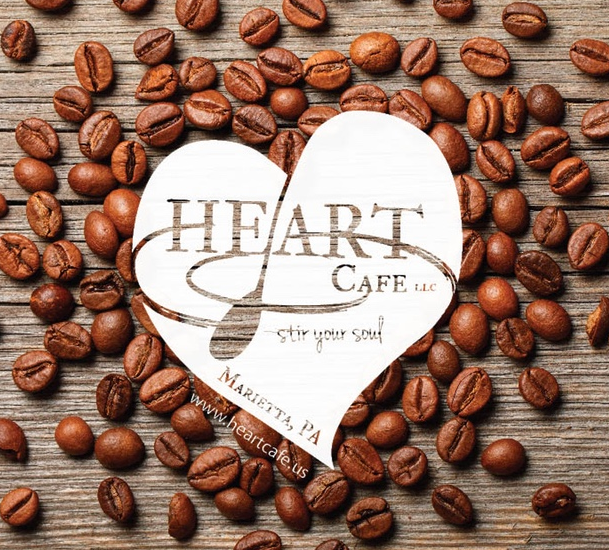 HEART
CAFE LLC
stir your soul
MARIETTA, PA
www.heartcafe.us